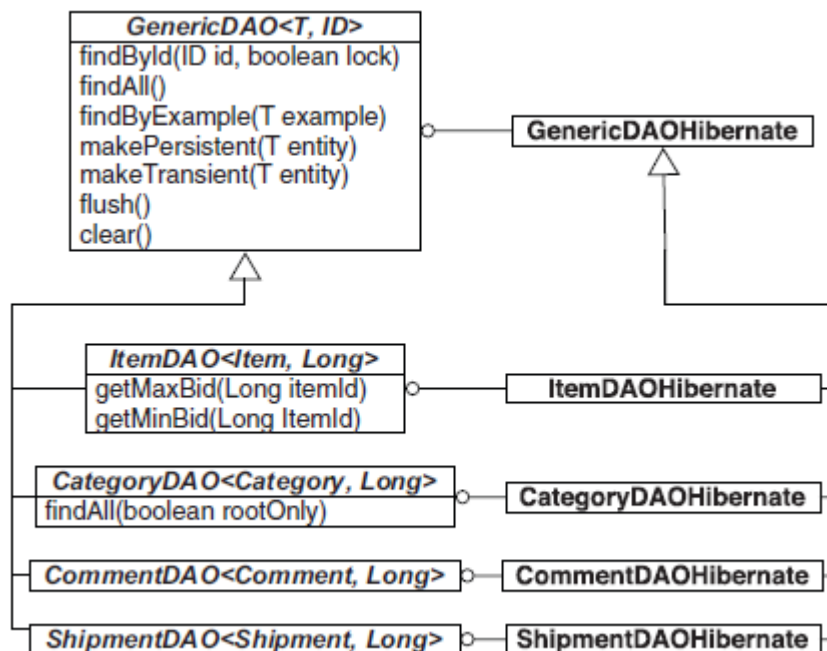 GenericDAO<T, ID>
findById(ID id, boolean lock)
findAll()
findByExample(T example)
makePersistent(T entity)
makeTransient(T entity)
flush()
clear()
GenericDAOHibernate
ItemDAO<Item, Long>
getMaxBid(Long itemId)
getMinBid(Long ItemId)
ItemDAOHibernate
CategoryDAO<Category, Long>
findAll(boolean rootOnly)
CategoryDAOHibernate
CommentDAO<Comment, Long>
CommentDAOHibernate
ShipmentDAO<Shipment, Long>
ShipmentDAOHibernate